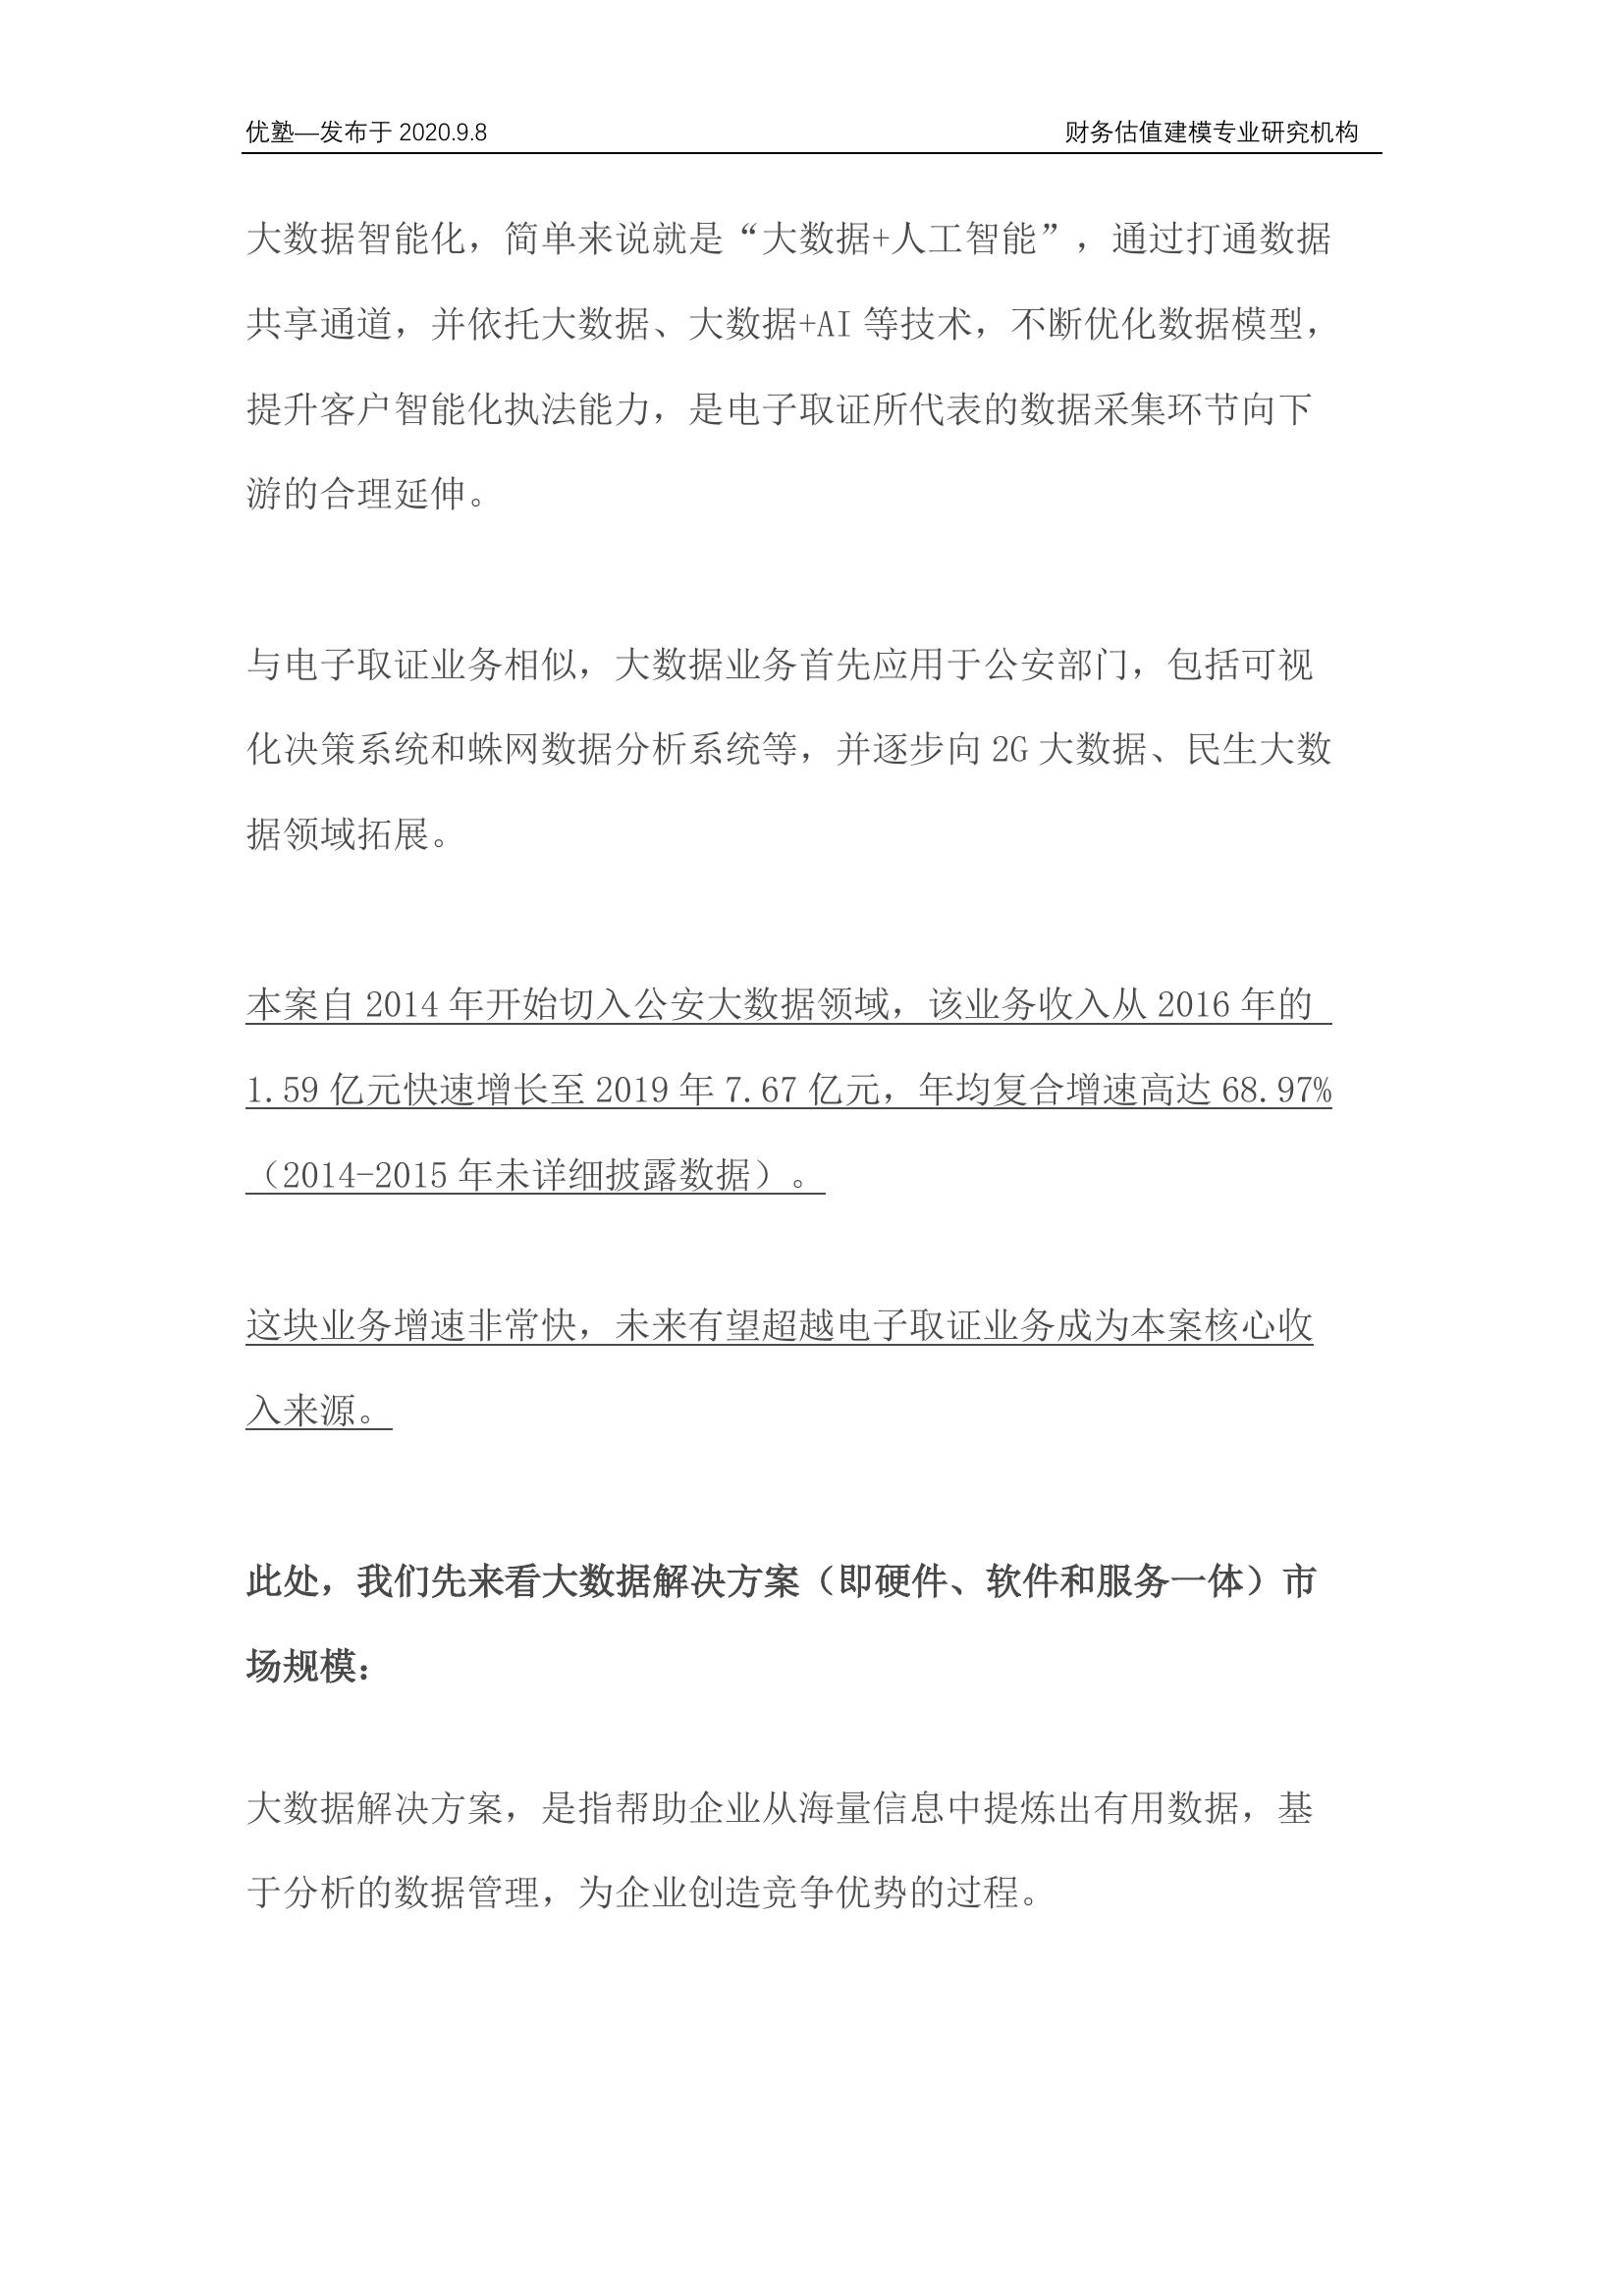 优塾—发布于 2020.9.8
财务估值建模专业研究机构
大数据智能化，简单来说就是“大数据+人工智能”，通过打通数据
共享通道，并依托大数据、大数据+AI 等技术，不断优化数据模型，
提升客户智能化执法能力，是电子取证所代表的数据采集环节向下
游的合理延伸。
与电子取证业务相似，大数据业务首先应用于公安部门，包括可视
化决策系统和蛛网数据分析系统等，并逐步向 2G 大数据、民生大数
据领域拓展。
本案自 2014 年开始切入公安大数据领域，该业务收入从 2016 年的
1.59 亿元快速增长至 2019 年 7.67 亿元，年均复合增速高达 68.97%
（2014-2015 年未详细披露数据）。
这块业务增速非常快，未来有望超越电子取证业务成为本案核心收
入来源。
此处，我们先来看大数据解决方案（即硬件、软件和服务一体）市
场规模：
大数据解决方案，是指帮助企业从海量信息中提炼出有用数据，基
于分析的数据管理，为企业创造竞争优势的过程。